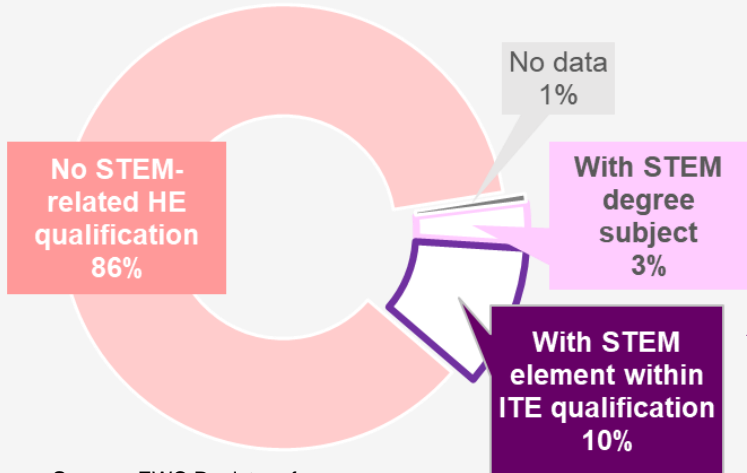 No data
1%
No STEM-
related HE
qualification
86%
With STEM
degree
subject
3%
With STEM
element within
ITE qualification
10%